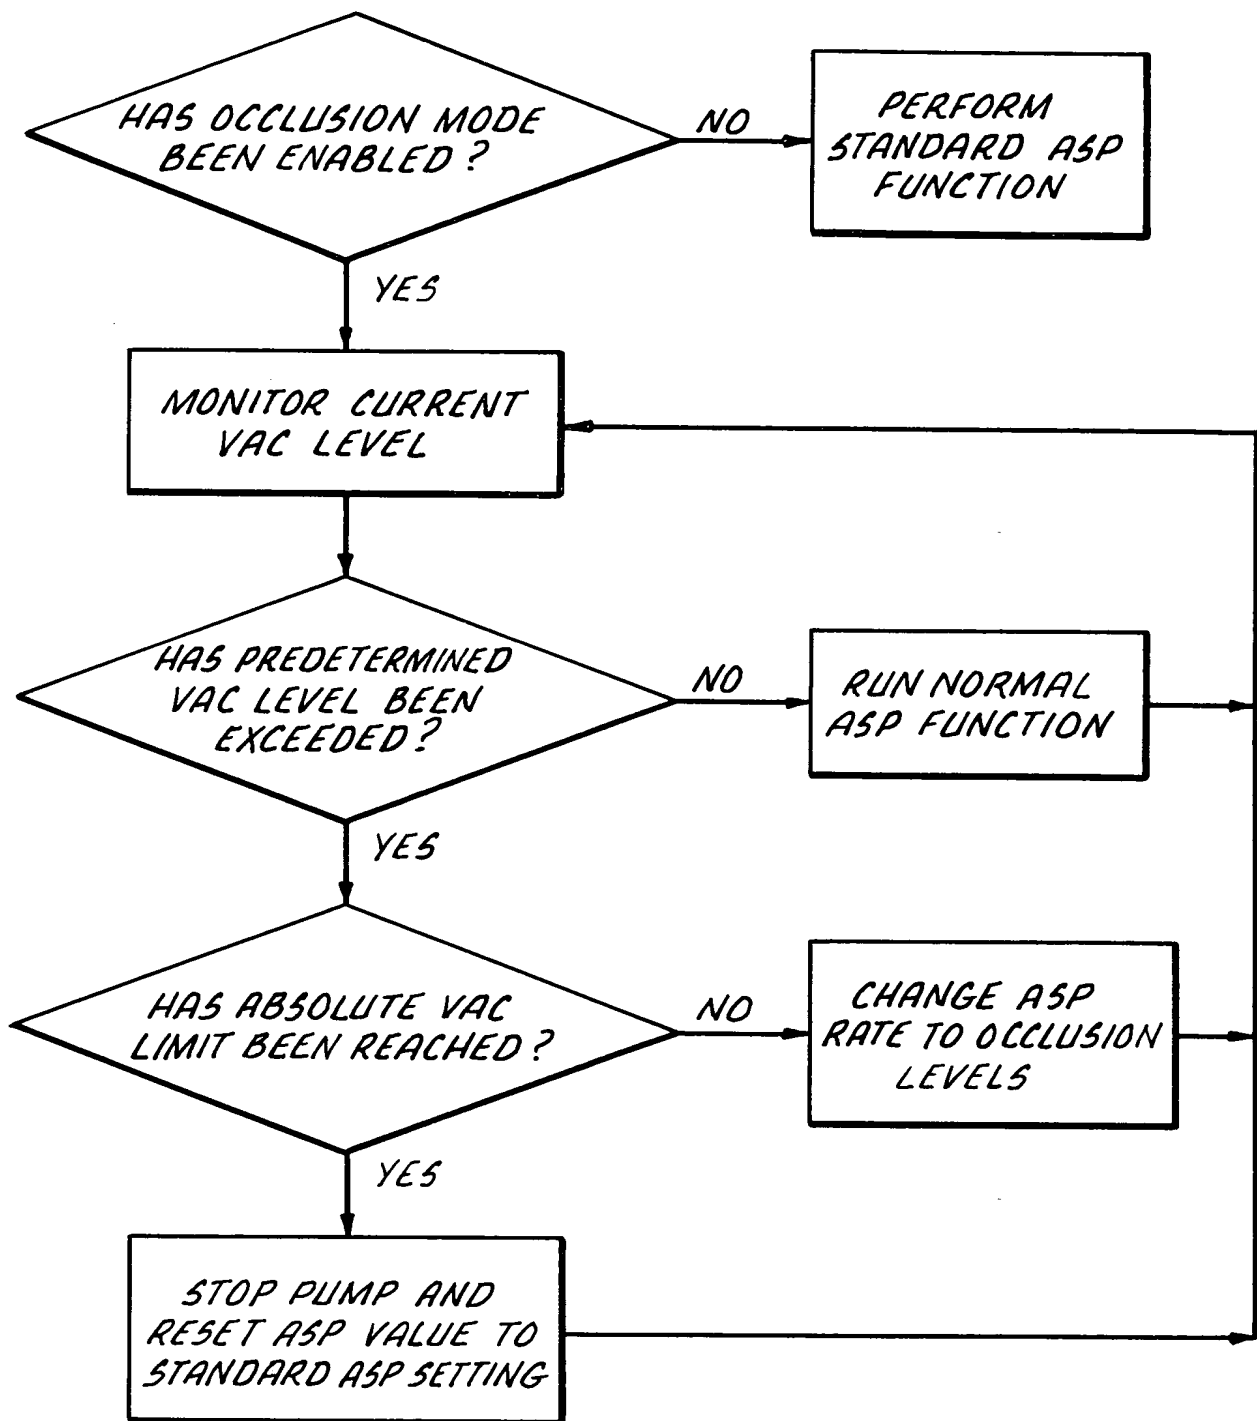 HAS OCCLUSION MODE
BEEN ENABLED?
NO
PERFORM
STANDARD ASP
FUNCTION
YES
MONITOR CURRENT
VAC LEVEL
HAS PREDETERMINED
VAC LEVEL BEEN
EXCEEDED?
NO
RUN NORMAL
ASP FUNCTION
YES
HAS ABSOLUTE VAC
LIMIT BEEN REACHED?
NO
CHANGE ASP
RATE TO OCCLUSION
LEVELS
YES
STOP PUMP AND
RESET ASP VALUE TO
STANDARD ASP SETTING